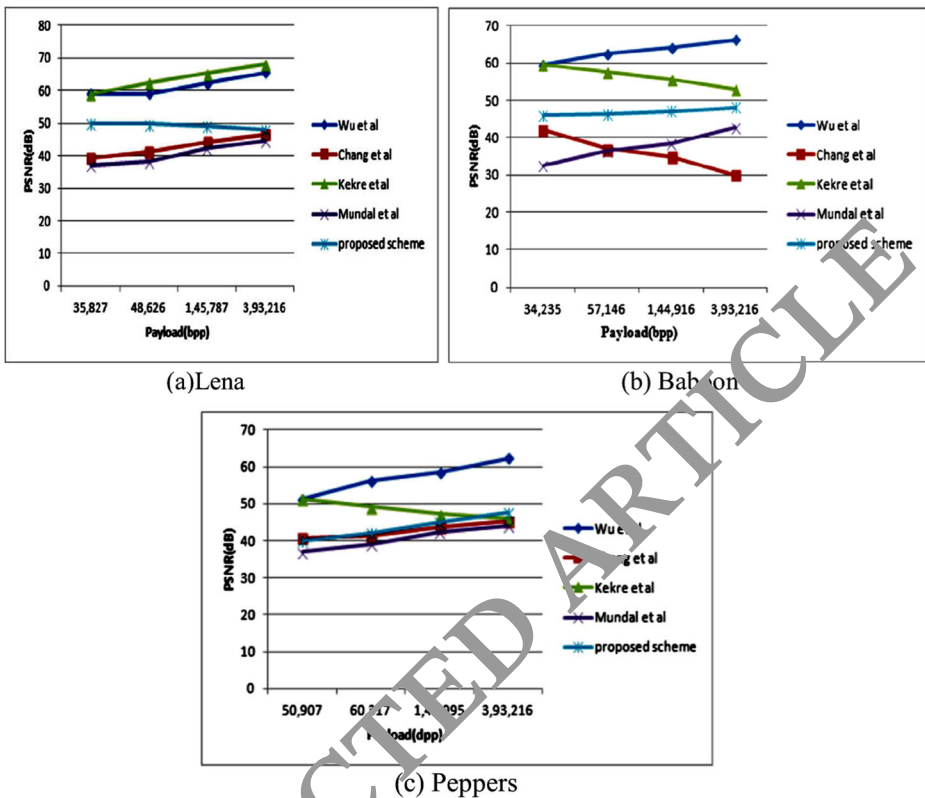 80
70
60
50
40
30
20
10
0
PSNR(dB)
35,827 48,626 1,45,787 3,93,216
Payload(bpp)
Wu et al
Chang et al
Kekre et al
Mundal et al
proposed scheme
(a)Lena
70
60
50
40
30
20
10
0
PSNR(dB)
34,235 57,146 1,44,916 3,93,216
Payload(bpp)
Wu et al
Chang et al
Kekre et al
Mundal et al
proposed scheme
(b) Baboon
70
60
50
40
30
20
10
0
PSNR(dB)
50,907 3,93,216
Wu et al
Kekre et al
Mundal et al
proposed scheme
(c) Peppers
CTED ARTICLE